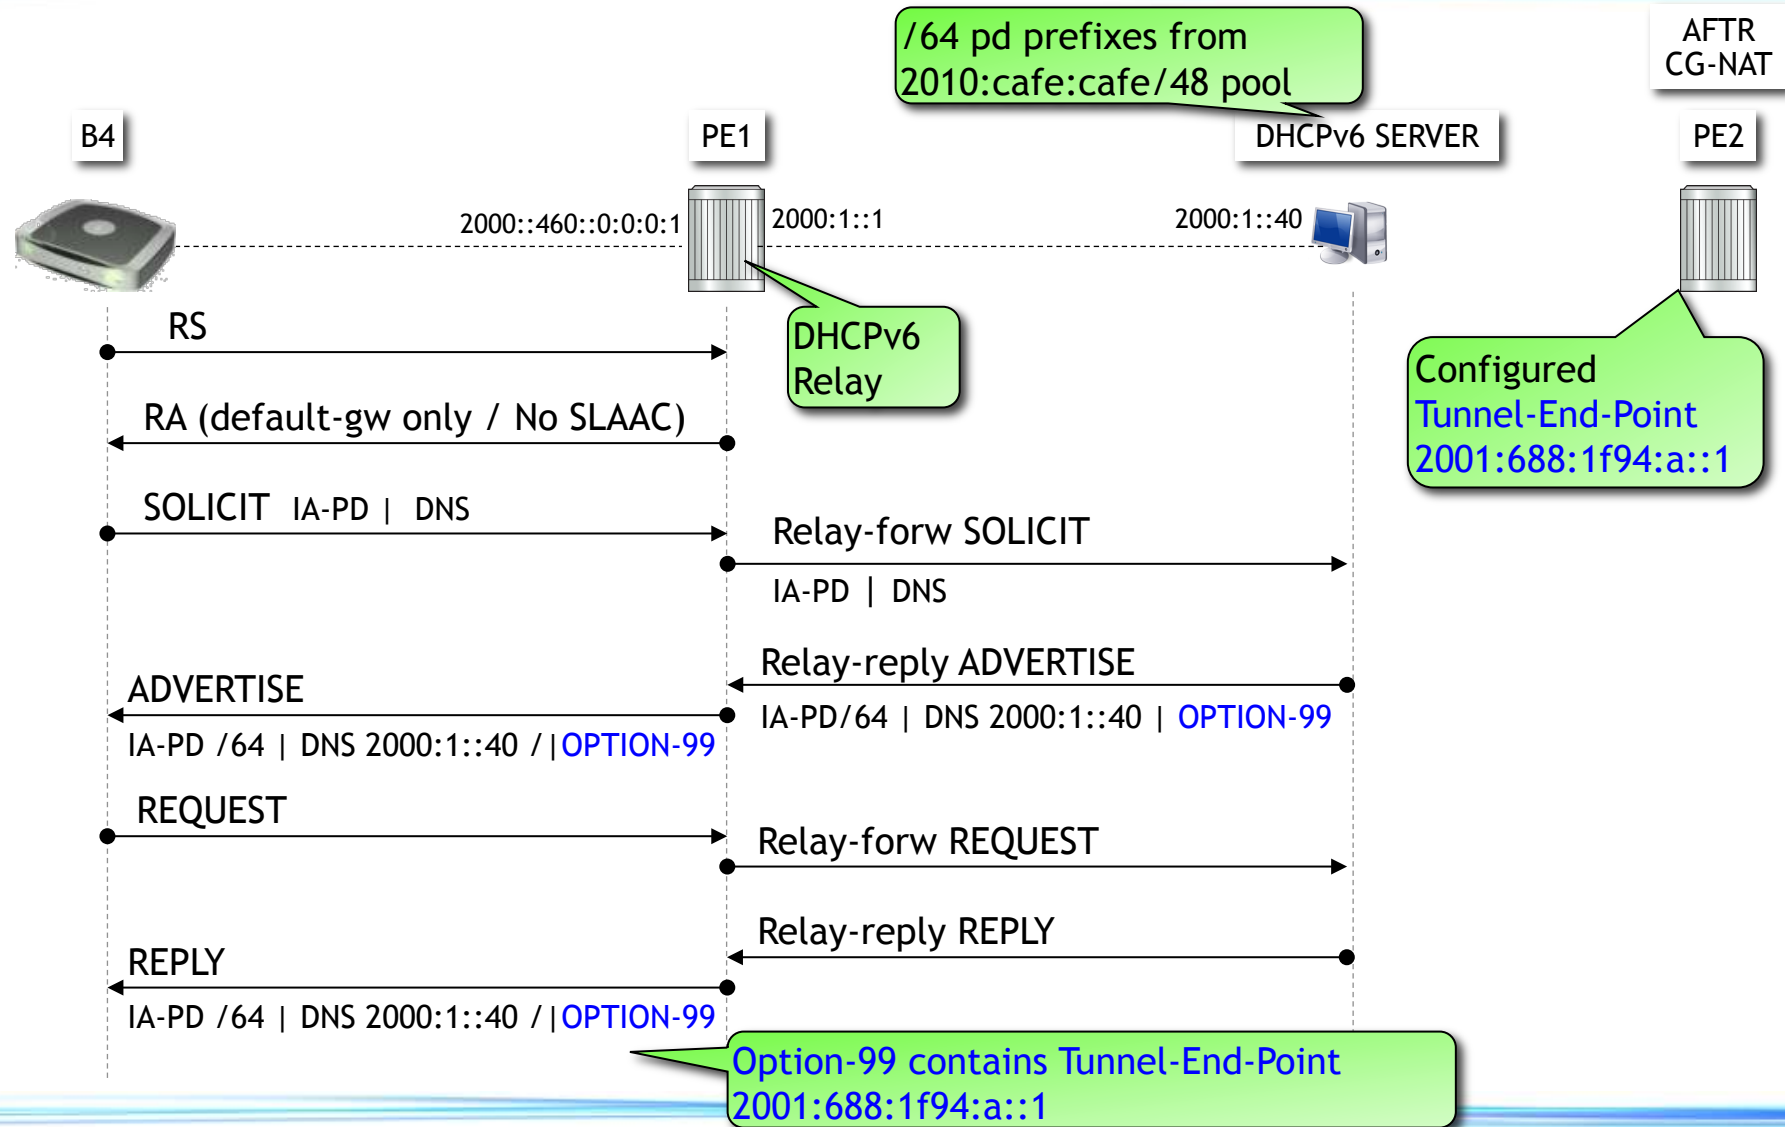 /64 pd prefixes from
2010:cafe:cafe/48 pool
AFTR
CG-NAT
B4
PE1
DHCPv6 SERVER
PE2
2000::460::0:0:0:1
2000:1::1
2000:1::40
RS
DHCPv6
Relay
Configured
Tunnel-End-Point
2001:688:1f94:a::1
RA (default-gw only / No SLAAC)
SOLICIT IA-PD | DNS
Relay-forw SOLICIT
IA-PD | DNS
Relay-reply ADVERTISE
ADVERTISE
IA-PD/64 | DNS 2000:1::40 | OPTION-99
IA-PD /64 | DNS 2000:1::40 /|OPTION-99
REQUEST
Relay-forw REQUEST
Relay-reply REPLY
REPLY
IA-PD /64 | DNS 2000:1::40 /|OPTION-99
Option-99 contains Tunnel-End-Point
2001:688:1f94:a::1